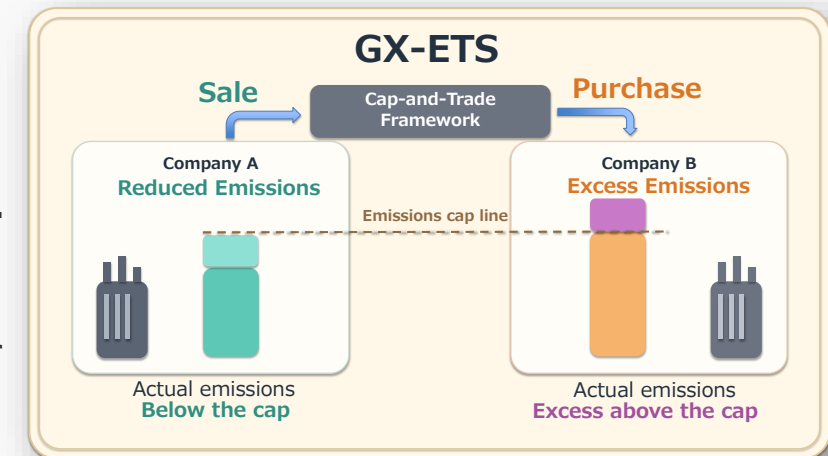 GX-ETS
Sale
Cap-and-Trade
Framework
Purchase
Company A
Reduced Emissions
Company B
Excess Emissions
Emissions cap line
Actual emissions
Below the cap
Actual emissions
Excess above the cap